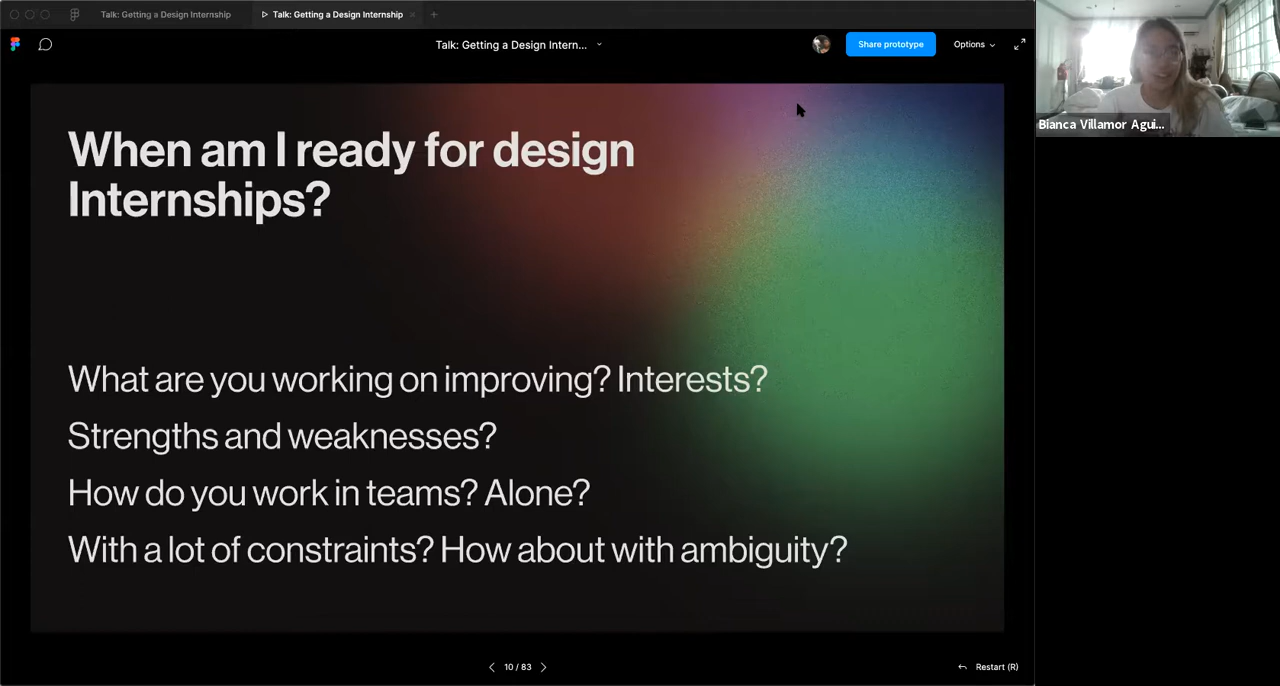 Talk: Getting a Design Internship
Talk: Getting a Design Internship
Talk: Getting a Design Intern...
Share prototype
Options
Bianca Villamor Agui...
When am I ready for design
Internships?
What are you working on improving? Interests?
Strengths and weaknesses?
How do you work in teams? Alone?
With a lot of constraints? How about with ambiguity?
10 / 83
Restart (R)